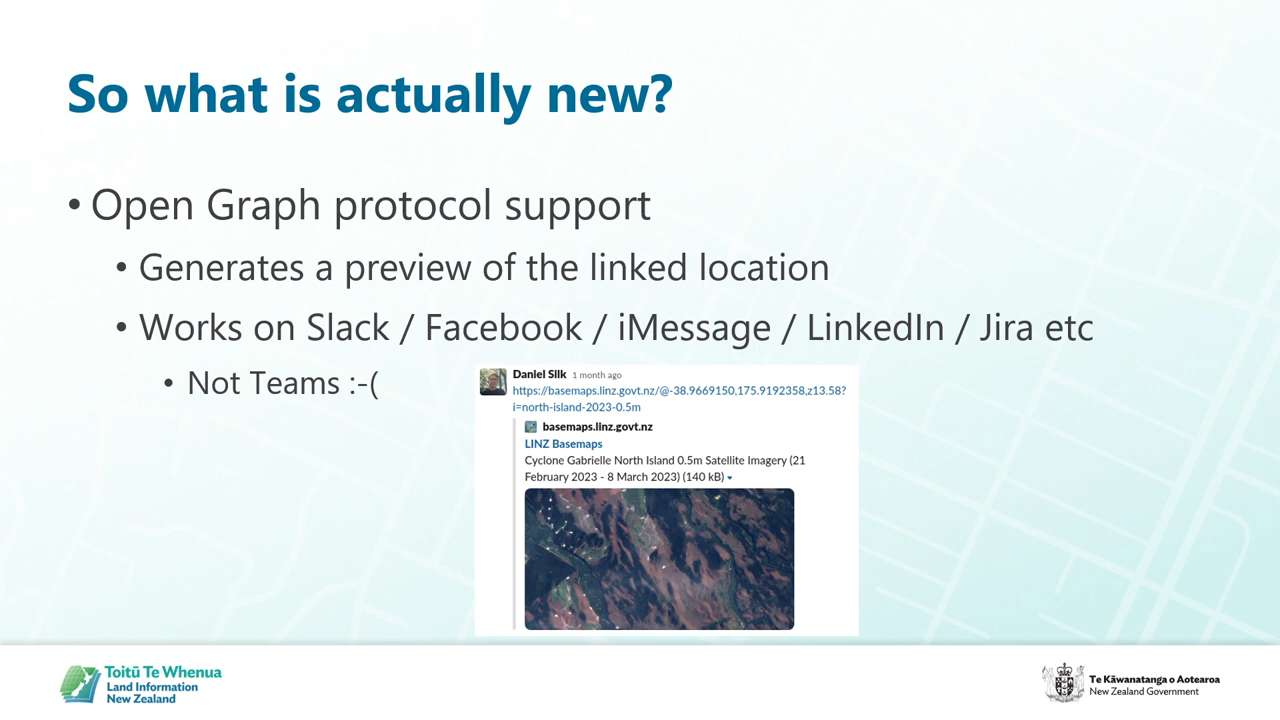 So what is actually new?
• Open Graph protocol support
• Generates a preview of the linked location
• Works on Slack / Facebook / iMessage / LinkedIn / Jira etc
• Not Teams :-(
Daniel Silk 1 month ago
https://basemaps.linz.govt.nz/@-38.9669150,175.9192358,z13.58?
i=north-island-2023-0.5m
basemaps.linz.govt.nz
LINZ Basemaps
Cyclone Gabrielle North Island 0.5m Satellite Imagery (21
February 2023 - 8 March 2023) (140 kB)
Toitū Te Whenua
Land Information
New Zealand
Te Kāwanatanga o Aotearoa
New Zealand Government